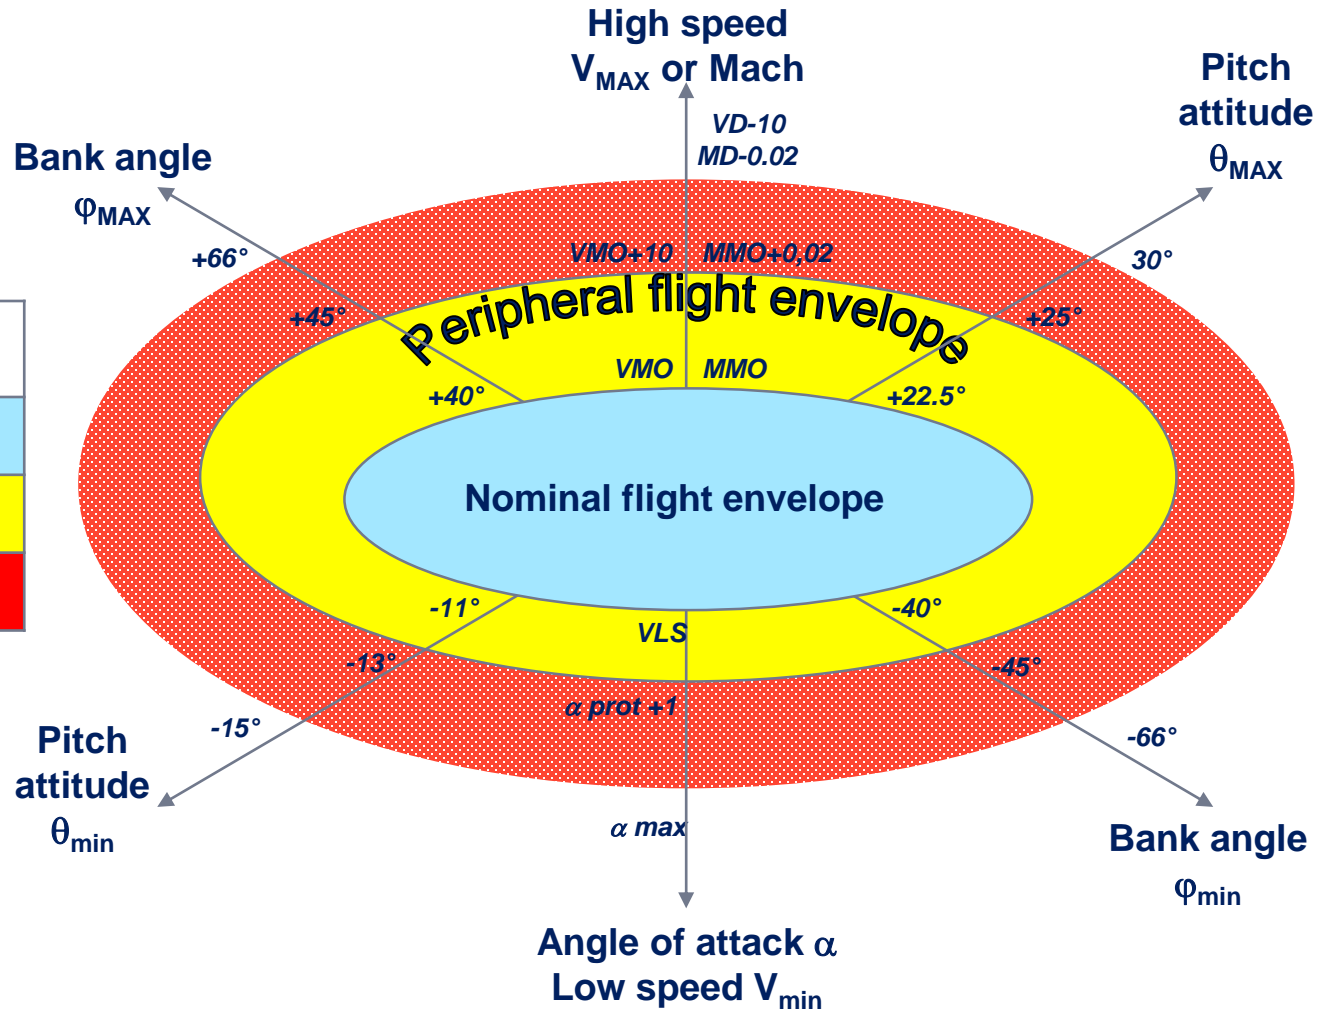 High speed
VMAX or Mach
VD-10
MD-0.02
Pitch
attitude
θMAX
Bank angle
φMAX
+66°
30°
VMO+10 MMO+0,02
+45°
+25°
Peripheral flight envelope
VMO MMO
+40°
+22.5°
Nominal flight envelope
-11°
-40°
VLS
-13°
-45°
α prot +1
-15°
-66°
Pitch
attitude
θmin
α max
Bank angle
φmin
Angle of attack α
Low speed Vmin